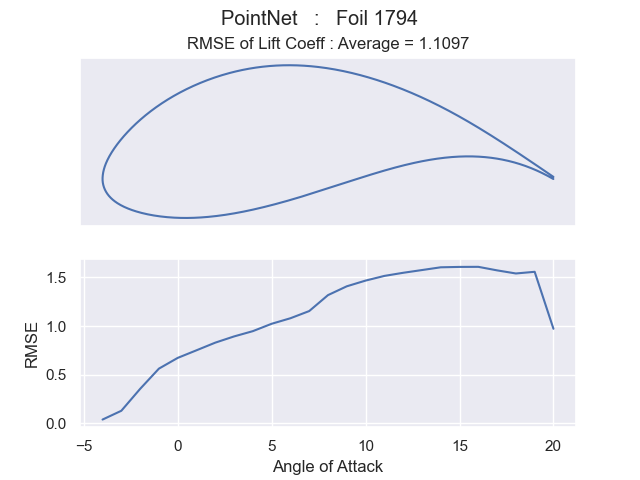 PointNet   :   Foil 1794
RMSE of Lift Coeff : Average = 1.1097
1.5
1.0
0.5
0.0
RMSE
−5 0 5 10 15 20
Angle of Attack